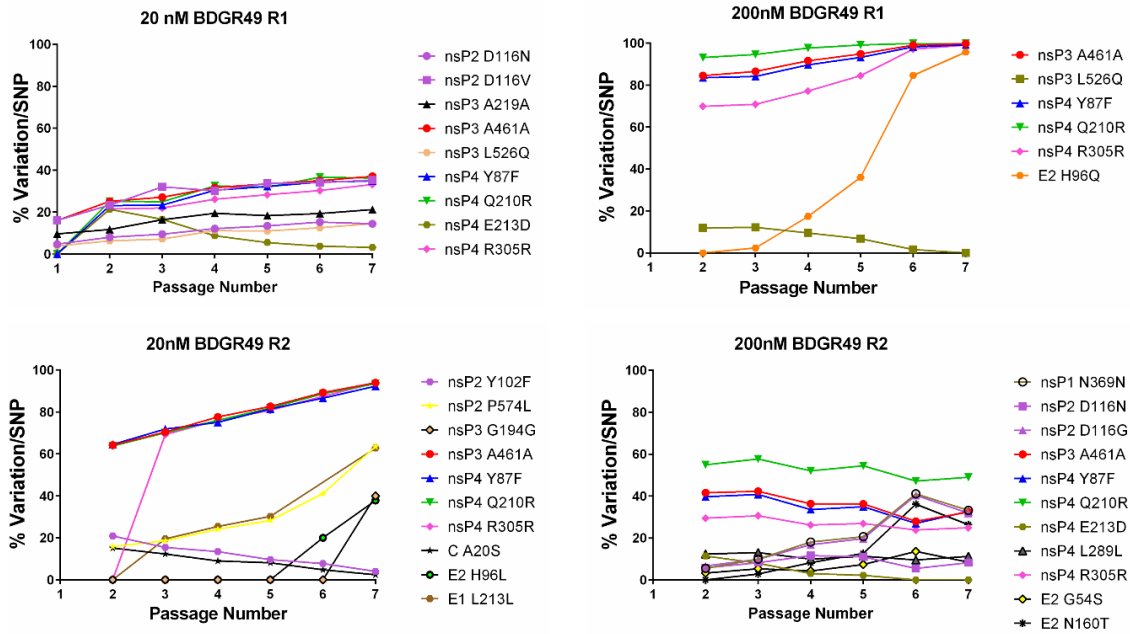 20 nM BDGR49 R1
% Variation/SNP
100
80
60
40
20
0
1 2 3 4 5 6 7
Passage Number
nsP2 D116N
nsP2 D116V
nsP3 A219A
nsP3 A461A
nsP3 L526Q
nsP4 Y87F
nsP4 Q210R
nsP4 E213D
nsP4 R305R
200nM BDGR49 R1
% Variation/SNP
100
80
60
40
20
0
1 2 3 4 5 6 7
Passage Number
nsP3 A461A
nsP3 L526Q
nsP4 Y87F
nsP4 Q210R
nsP4 R305R
E2 H96Q
20nM BDGR49 R2
% Variation/SNP
100
80
60
40
20
0
1 2 3 4 5 6 7
Passage Number
nsP2 Y102F
nsP2 P574L
nsP3 G194G
nsP3 A461A
nsP4 Y87F
nsP4 Q210R
nsP4 R305R
C A20S
E2 H96L
E1 L213L
200nM BDGR49 R2
% Variation/SNP
100
80
60
40
20
0
1 2 3 4 5 6 7
Passage Number
nsP1 N369N
nsP2 D116N
nsP2 D116G
nsP3 A461A
nsP4 Y87F
nsP4 Q210R
nsP4 E213D
nsP4 L289L
nsP4 R305R
E2 G54S
E2 N160T